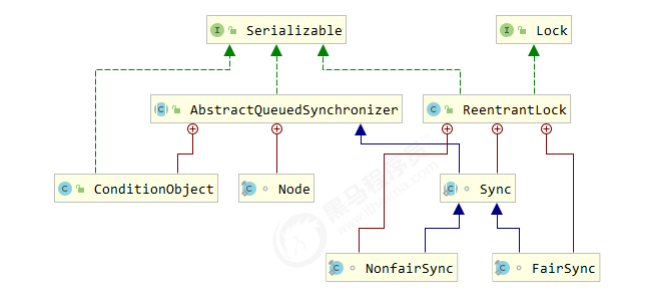 Serializable
Lock
AbstractQueuedSynchronizer
ReentrantLock
ConditionObject
Node
Sync
NonfairSync
FairSync